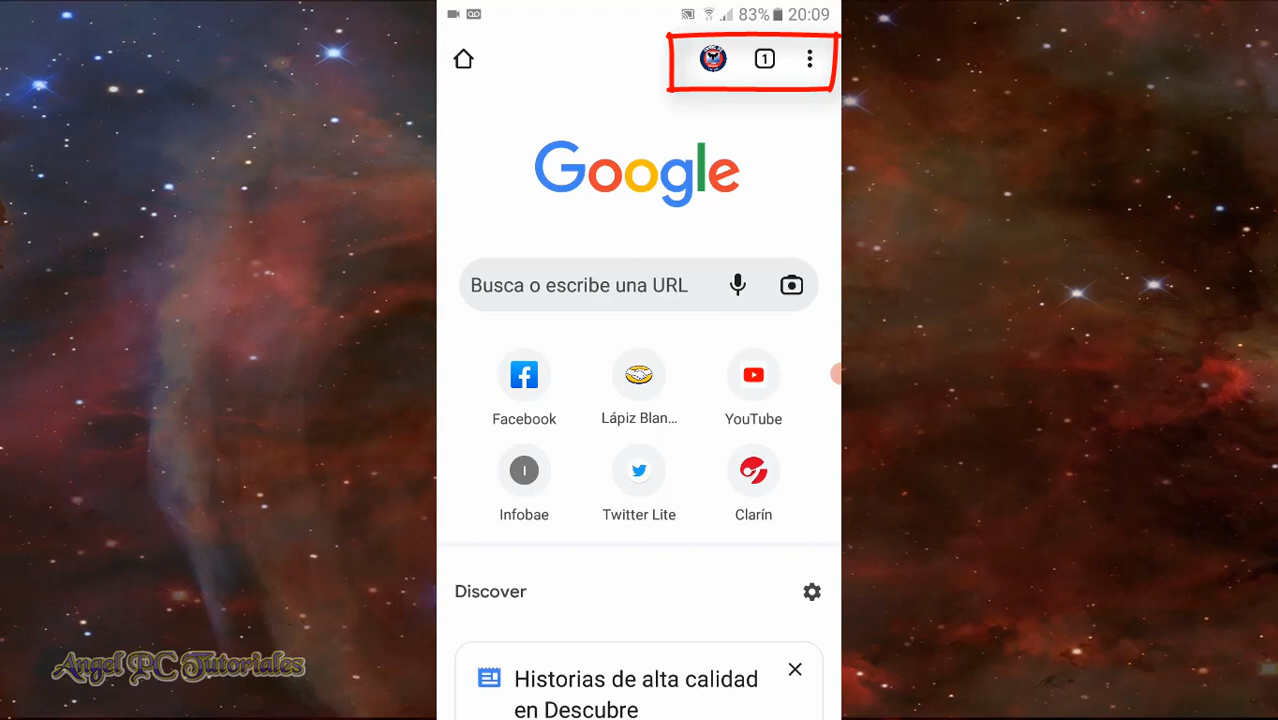 83% 20:09
1
Google
Busca o escribe una URL
Facebook
Lápiz Blan...
YouTube
I
Infobae
Twitter Lite
Clarín
Discover
Historias de alta calidad
en Descubre
Angel PC Tutoriales